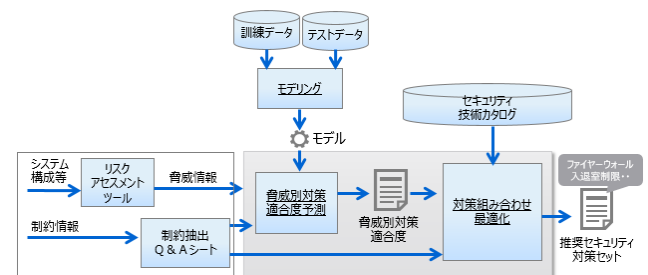 訓練データ
テストデータ
モデリング
モデル
セキュリティ
技術カタログ
システム
構成等
リスク
アセスメント
ツール
脅威情報
制約情報
制約抽出
Q&Aシート
脅威別対策
適合度予測
脅威別対策
適合度
対策組み合わせ
最適化
ファイヤーウォール
入退室制限‥
推奨セキュリティ
対策セット